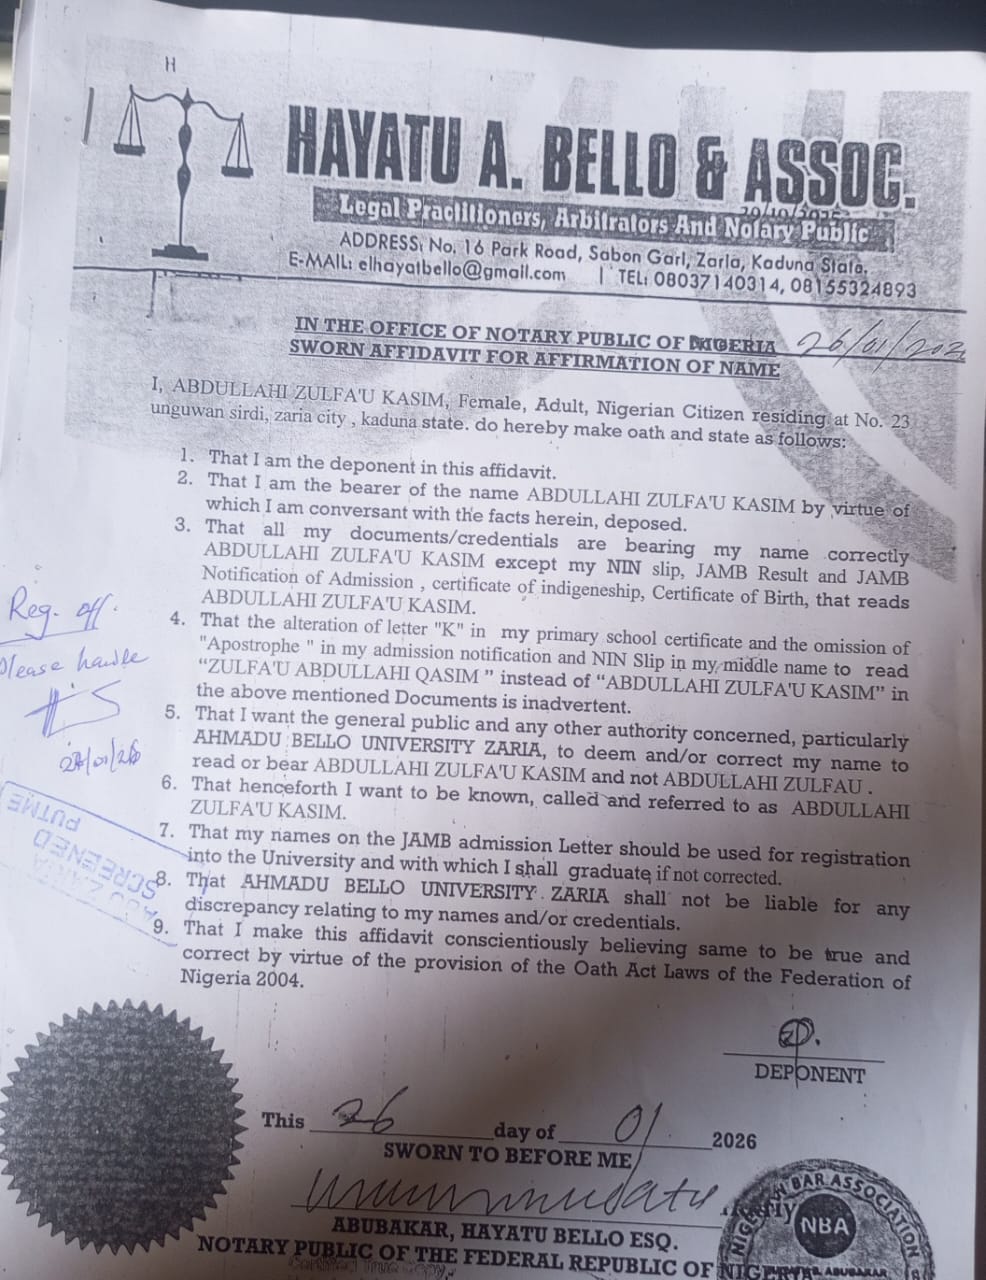 H
HAYATU A. BELLO & ASSOC.
Legal Practitioners, Arbitrators And Notary Public
ADDRESS: No. 16 Park Road, Sabon Gari, Zaria, Kaduna State.
E-MAIL: elhayatbello@gmail.com | TEL: 08037140314, 08155324893
IN THE OFFICE OF NOTARY PUBLIC OF NIGERIA 26/01/202
SWORN AFFIDAVIT FOR AFFIRMATION OF NAME
I, ABDULLAHI ZULFA'U KASIM, Female, Adult, Nigerian Citizen residing at No. 23
unguwan sirdi, zaria city , kaduna state. do hereby make oath and state as follows:
1. That I am the deponent in this affidavit.
2. That I am the bearer of the name ABDULLAHI ZULFA'U KASIM by virtue of
which I am conversant with the facts herein, deposed.
3. That all my documents/credentials are bearing my name correctly
ABDULLAHI ZULFA'U KASIM except my NIN slip, JAMB Result and JAMB
Notification of Admission , certificate of indigeneship, Certificate of Birth, that reads
ABDULLAHI ZULFA'U KASIM.
4. That the alteration of letter "K" in my primary school certificate and the omission of
"Apostrophe " in my admission notification and NIN Slip in my middle name to read
“ZULFA'U ABDULLAHI QASIM ” instead of “ABDULLAHI ZULFA'U KASIM” in
the above mentioned Documents is inadvertent.
5. That I want the general public and any other authority concerned, particularly
AHMADU BELLO UNIVERSITY ZARIA, to deem and/or correct my name to
read or bear ABDULLAHI ZULFA'U KASIM and not ABDULLAHI ZULFAU .
6. That henceforth I want to be known, called and referred to as ABDULLAHI
ZULFA'U KASIM.
7. That my names on the JAMB admission Letter should be used for registration
into the University and with which I shall graduate if not corrected.
8. That AHMADU BELLO UNIVERSITY ZARIA shall not be liable for any
discrepancy relating to my names and/or credentials.
9. That I make this affidavit conscientiously believing same to be true and
correct by virtue of the provision of the Oath Act Laws of the Federation of
Nigeria 2004.
Reg. off.
Please handle
ABU ZARIA
SCREENED
PUTME
DEPONENT
This 26 day of 01 2026
SWORN TO BEFORE ME
ABUBAKAR, HAYATU BELLO ESQ.
NOTARY PUBLIC OF THE FEDERAL REPUBLIC OF NIG
Certified True Copy
NIGERIAN BAR ASSOCIATION
NBA
ABUBAKAR